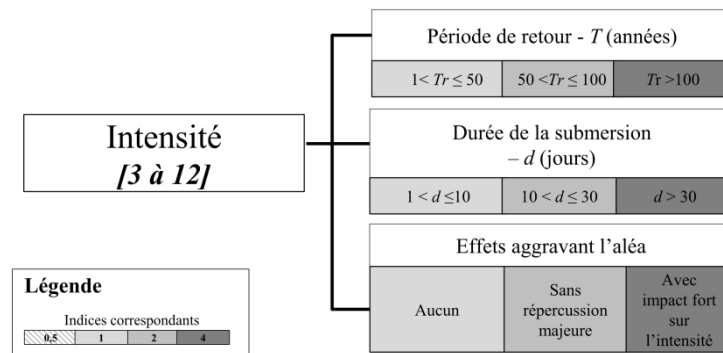 Période de retour - T (années)
1< Tr ≤ 50
50 <Tr ≤ 100
Tr >100
Intensité
[3 à 12]
Durée de la submersion
– d (jours)
1 < d ≤10
10 < d ≤ 30
d > 30
Effets aggravant l’aléa
Aucun
Sans
répercussion
majeure
Avec
impact fort
sur
l’intensité
Légende
Indices correspondants
0,5
1
2
4